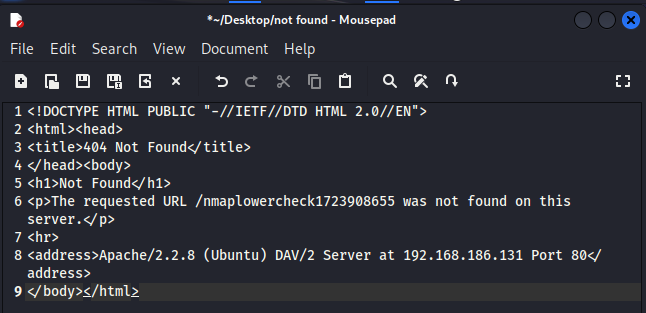 *~/Desktop/not found - Mousepad
File Edit Search View Document Help
1 <!DOCTYPE HTML PUBLIC "-//IETF//DTD HTML 2.0//EN">
2 <html><head>
3 <title>404 Not Found</title>
4 </head><body>
5 <h1>Not Found</h1>
6 <p>The requested URL /nmaplowercheck1723908655 was not found on this
server.</p>
7 <hr>
8 <address>Apache/2.2.8 (Ubuntu) DAV/2 Server at 192.168.186.131 Port 80</
address>
9 </body></html>